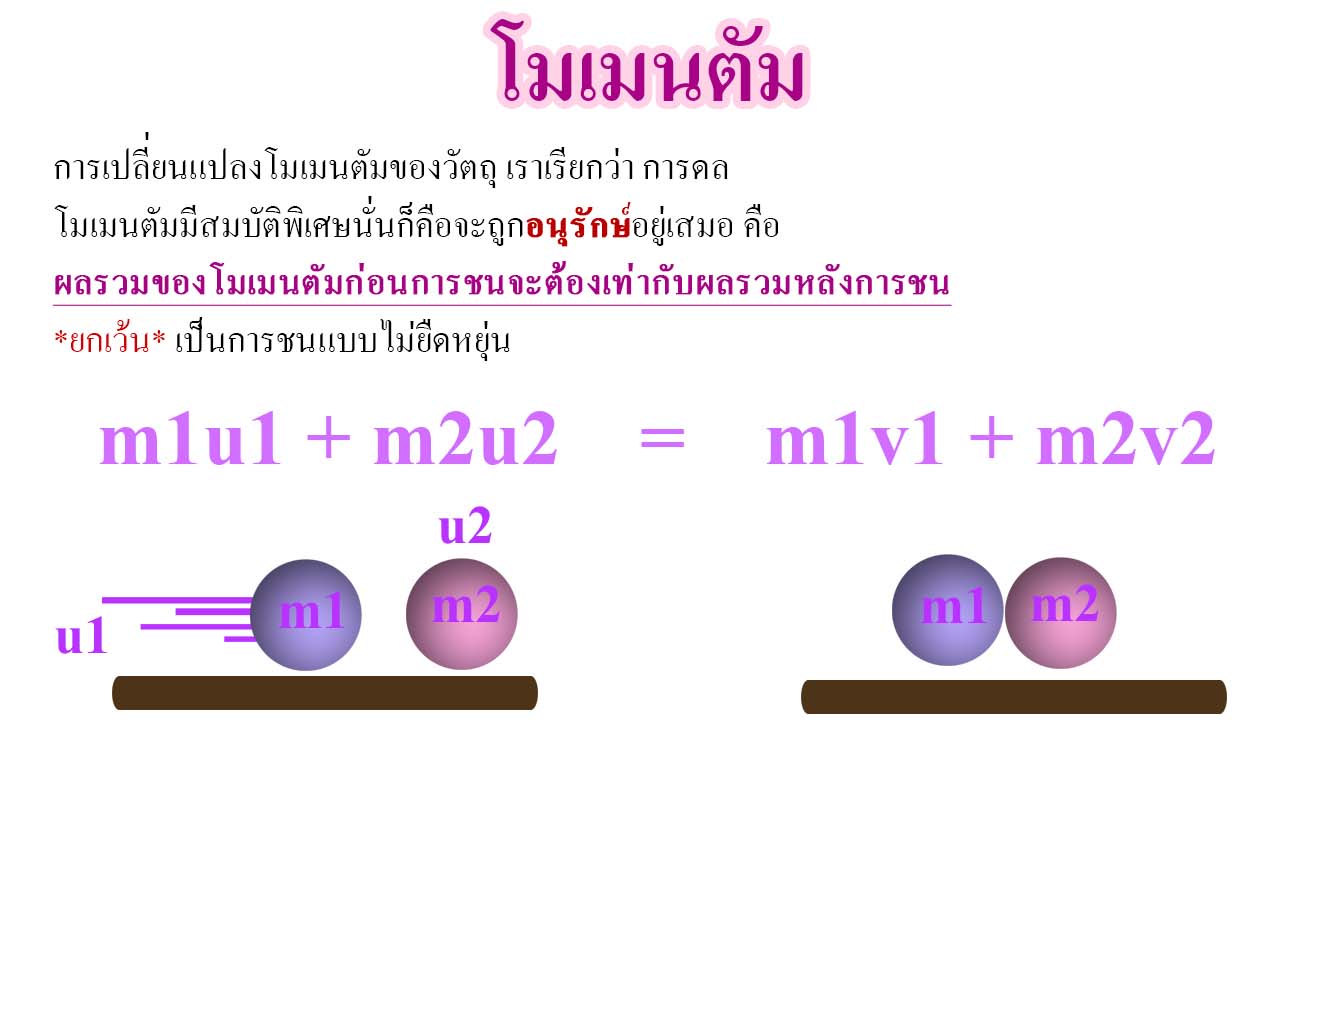 โมเมนตัม
การเปลี่ยนแปลงโมเมนตัมของวัตถุ เราเรียกว่า การดล
โมเมนตัมมีสมบัติพิเศษนั่นก็คือจะถูกอนุรักษ์อยู่เสมอ คือ
ผลรวมของโมเมนตัมก่อนการชนจะต้องเท่ากับผลรวมหลังการชน
*ยกเว้น* เป็นการชนแบบไม่ยืดหยุ่น
m1u1 + m2u2 = m1v1 + m2v2
u2
m1 m2 m1 m2
u1